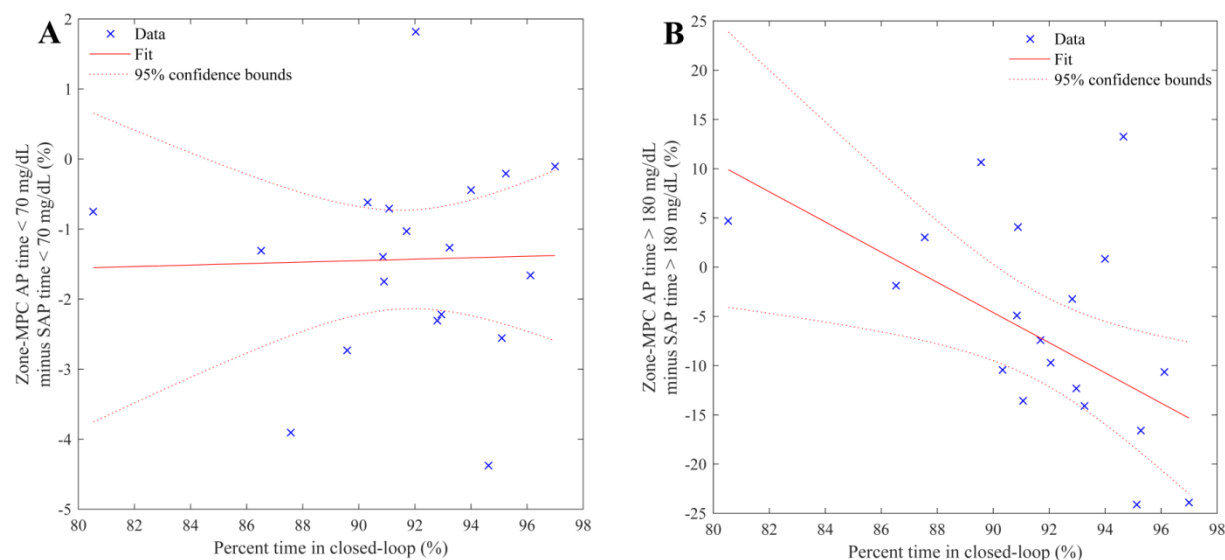 A
Data
Fit
95% confidence bounds
2
1
0
-1
-2
-3
-4
-5
80 82 84 86 88 90 92 94 96 98
Percent time in closed-loop (%)
Zone-MPC AP time < 70 mg/dL
minus SAP time < 70 mg/dL (%)
B
Data
Fit
95% confidence bounds
25
20
15
10
5
0
-5
-10
-15
-20
-25
80 82 84 86 88 90 92 94 96 98
Percent time in closed-loop (%)
Zone-MPC AP time > 180 mg/dL
minus SAP time > 180 mg/dL (%)